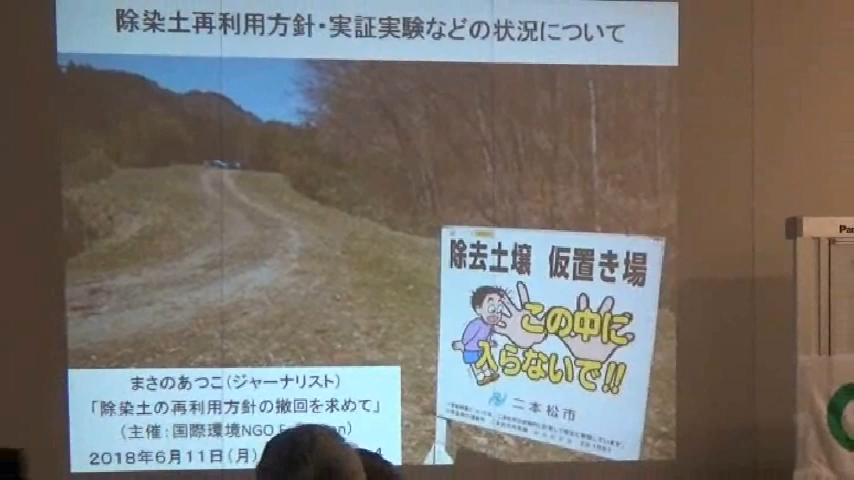 除染土再利用方針・実証実験などの状況について
除去土壌 仮置き場
この中に
入らないで!!
二本松市
まさのあつこ(ジャーナリスト)
「除染土の再利用方針の撤回を求めて」
(主催:国際環境NGO
2018年6月11日(月)
Pan